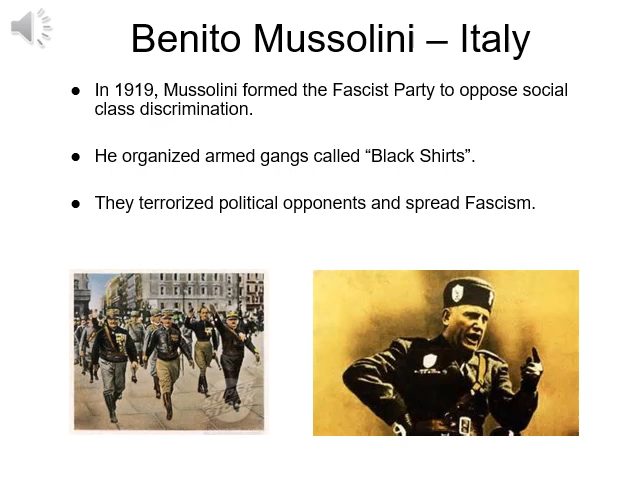 Benito Mussolini – Italy
● In 1919, Mussolini formed the Fascist Party to oppose social
class discrimination.
● He organized armed gangs called “Black Shirts”.
● They terrorized political opponents and spread Fascism.